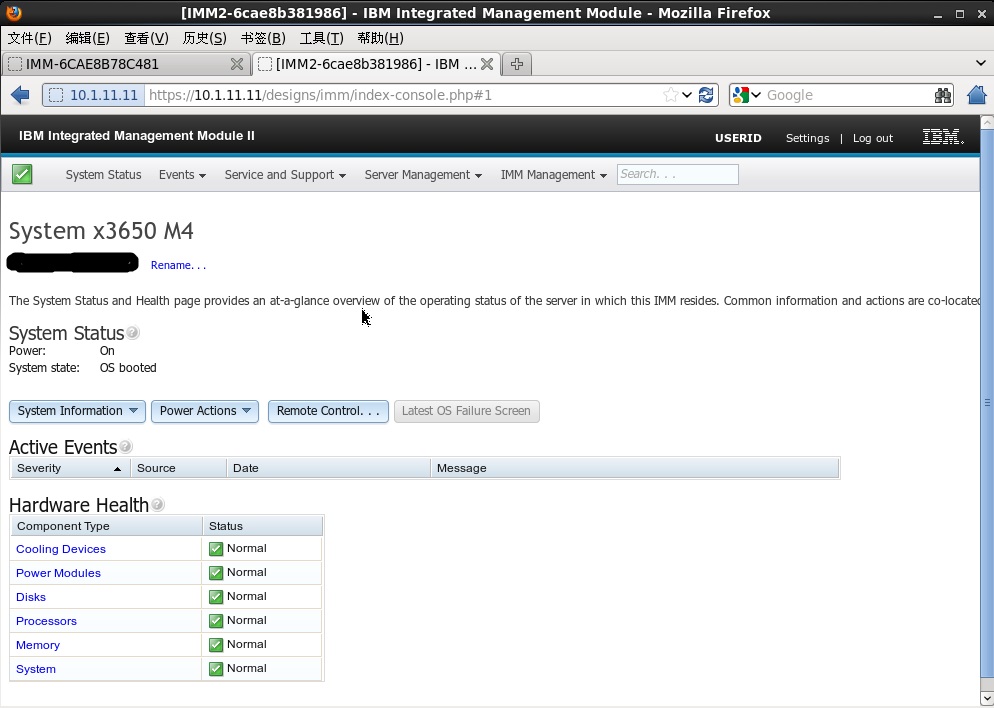 [IMM2-6cae8b381986] - IBM Integrated Management Module - Mozilla Firefox
文件(F) 编辑(E) 查看(V) 历史(S) 书签(B) 工具(T) 帮助(H)
IMM-6CAE8B78C481 [IMM2-6cae8b381986] - IBM ...
10.1.11.11 https://10.1.11.11/designs/imm/index-console.php#1 Google
IBM Integrated Management Module II USERID Settings | Log out IBM.
System Status Events Service and Support Server Management IMM Management Search. . .
System x3650 M4
Rename. . .
The System Status and Health page provides an at-a-glance overview of the operating status of the server in which this IMM resides. Common information and actions are co-located
System Status ?
Power: On
System state: OS booted
System Information Power Actions Remote Control. . . Latest OS Failure Screen
Active Events ?
Severity Source Date Message
Hardware Health ?
Component Type Status
Cooling Devices Normal
Power Modules Normal
Disks Normal
Processors Normal
Memory Normal
System Normal